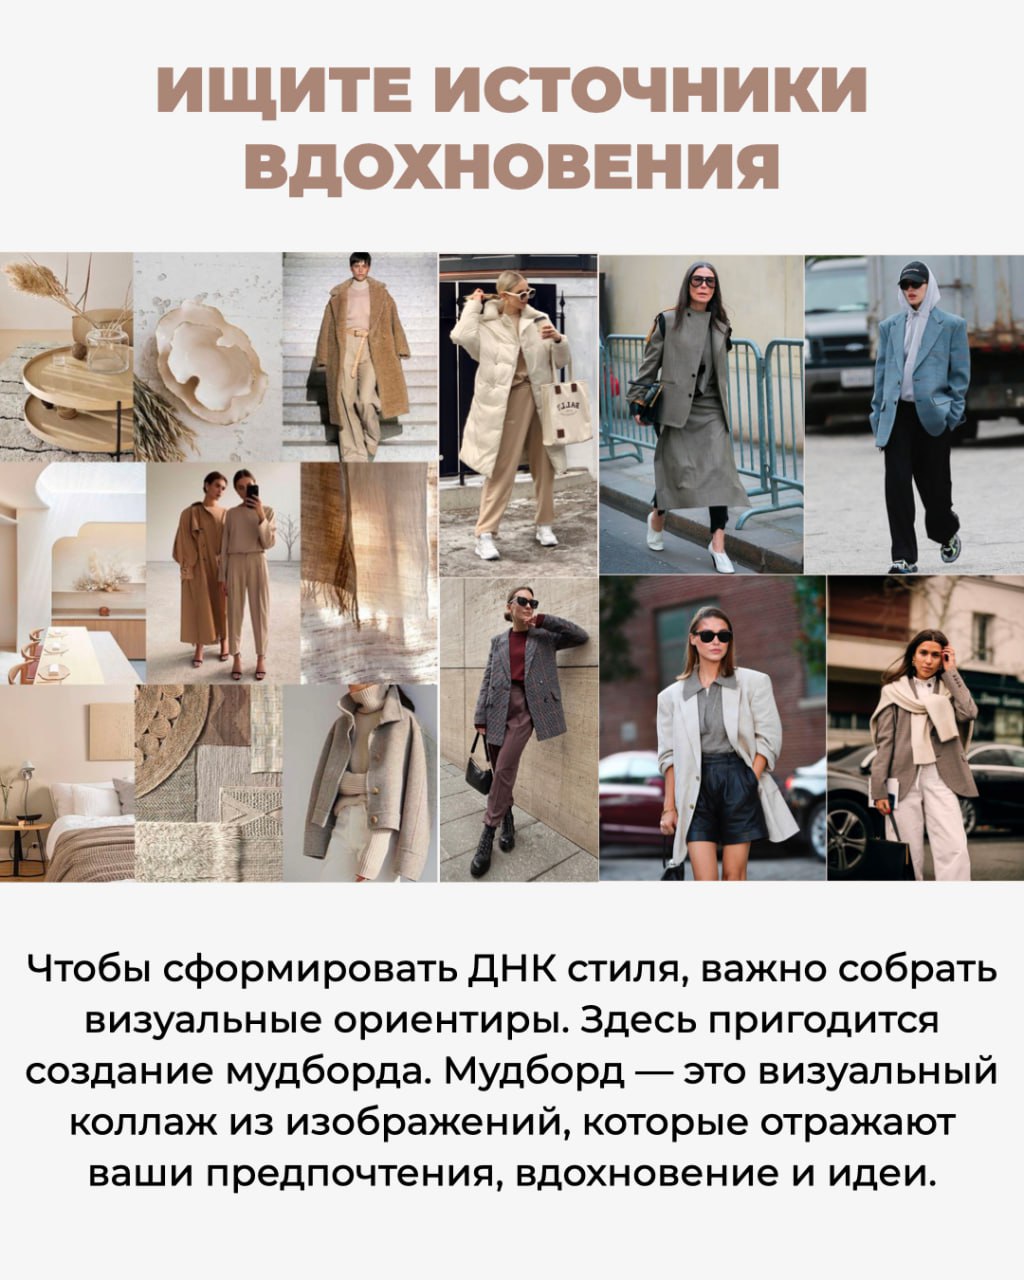 ИЩИТЕ ИСТОЧНИКИ
ВДОХНОВЕНИЯ
Чтобы сформировать ДНК стиля, важно собрать
визуальные ориентиры. Здесь пригодится
создание мудборда. Мудборд — это визуальный
коллаж из изображений, которые отражают
ваши предпочтения, вдохновение и идеи.